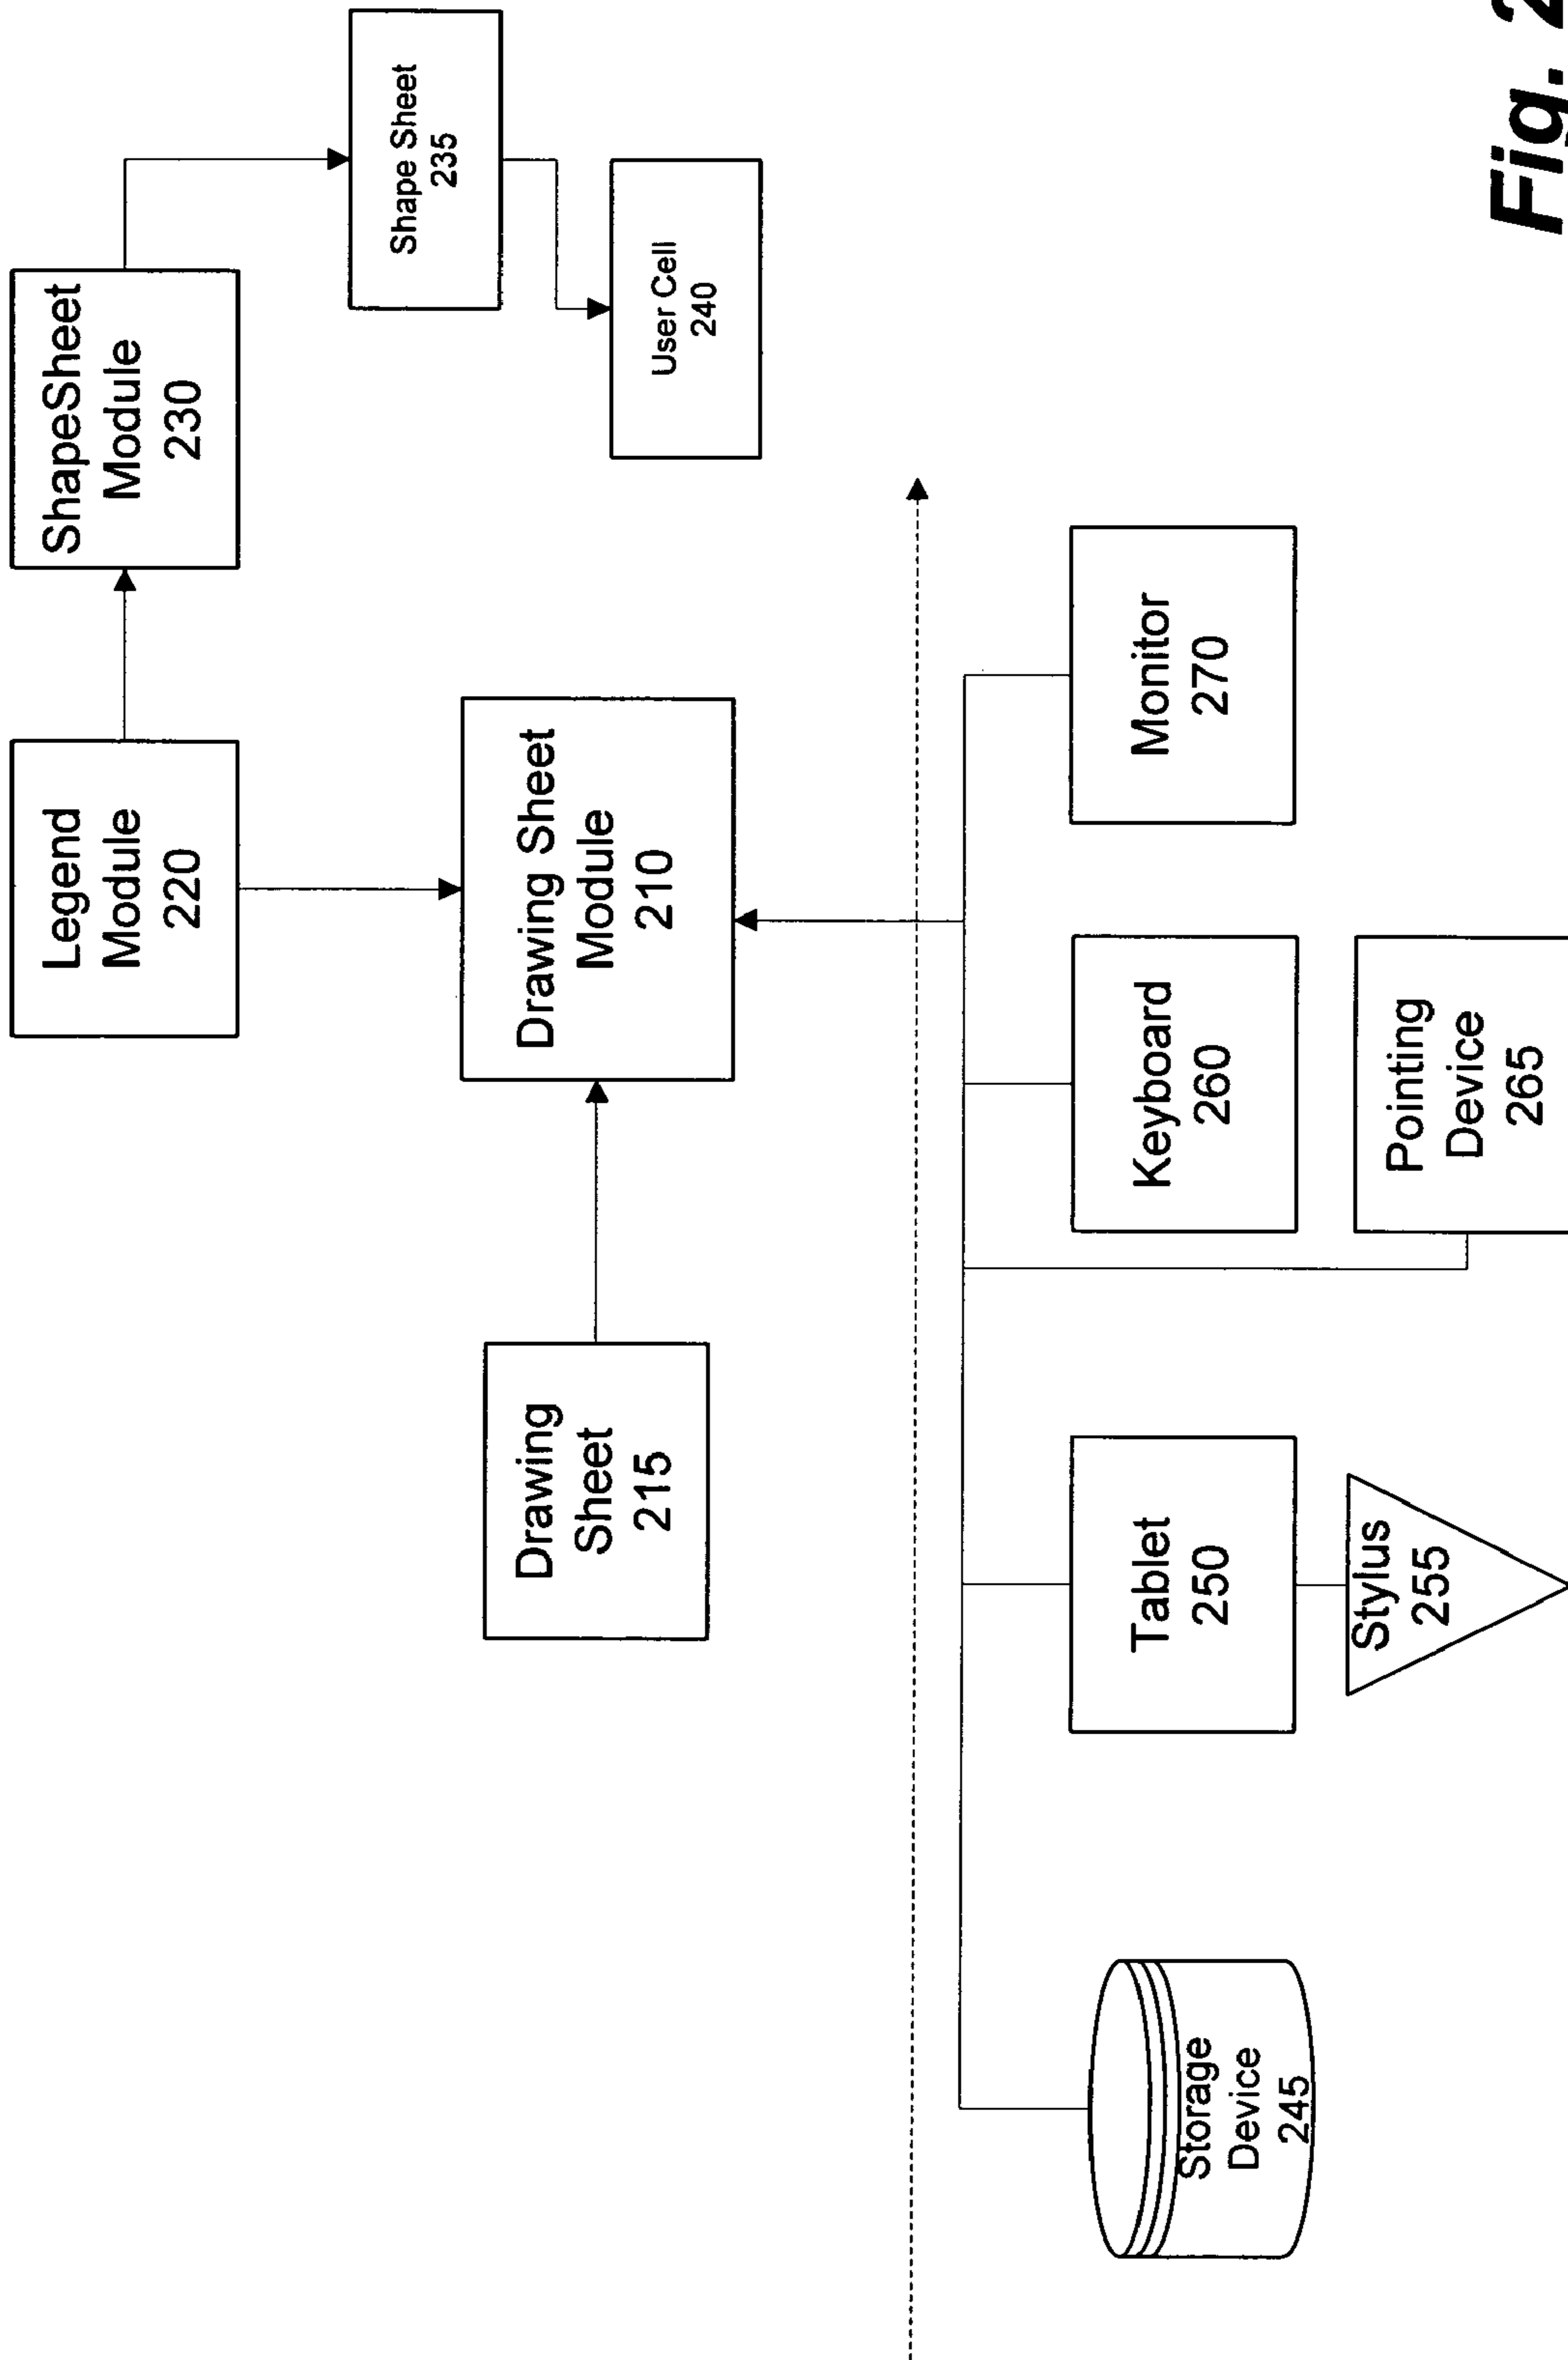 Legend
Module
220
ShapeSheet
Module
230
Shape Sheet
235
User Cell
240
Drawing
Sheet
215
Drawing Sheet
Module
210
Storage
Device
245
Tablet
250
Stylus
255
Keyboard
260
Pointing
Device
265
Monitor
270
Fig. 2